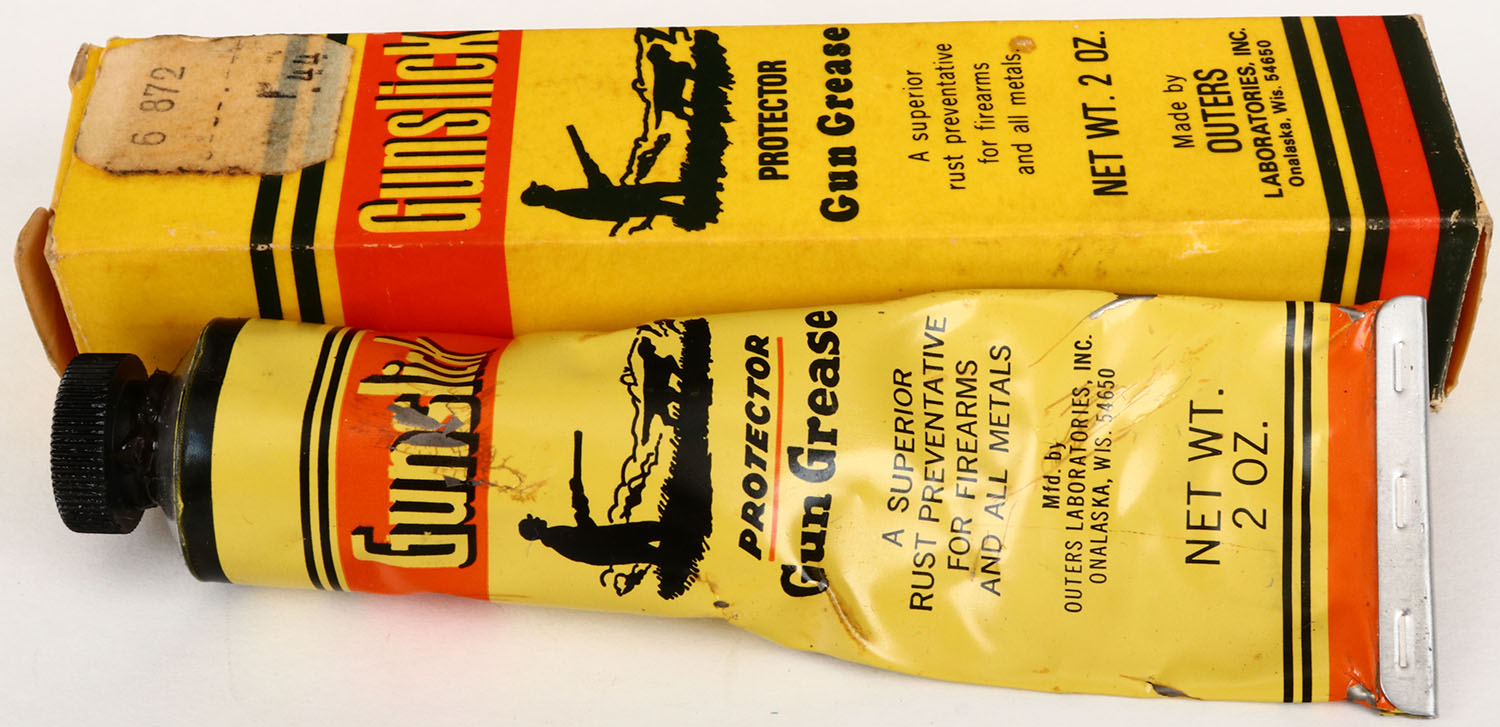 6 872
.44
Gunslick
PROTECTOR
Gun Grease
A superior
rust preventative
for firearms
and all metals.
NET WT. 2 OZ.
Made by
OUTERS
LABORATORIES, INC.
Onalaska, Wis. 54650
Gunslick
PROTECTOR
Gun Grease
A SUPERIOR
RUST PREVENTATIVE
FOR FIREARMS
AND ALL METALS
Mfd. by
OUTERS LABORATORIES, INC.
ONALASKA, WIS. 54650
NET WT.
2 OZ.